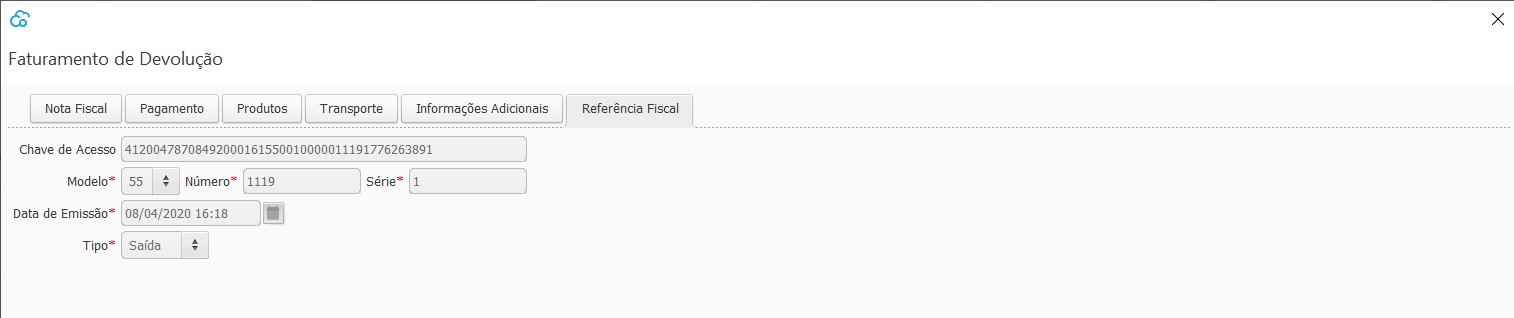 Faturamento de Devolução
Nota Fiscal Pagamento Produtos Transporte Informações Adicionais Referência Fiscal
Chave de Acesso 41200478708492000161550010000011191776263891
Modelo* 55 Número* 1119 Série* 1
Data de Emissão* 08/04/2020 16:18
Tipo* Saída